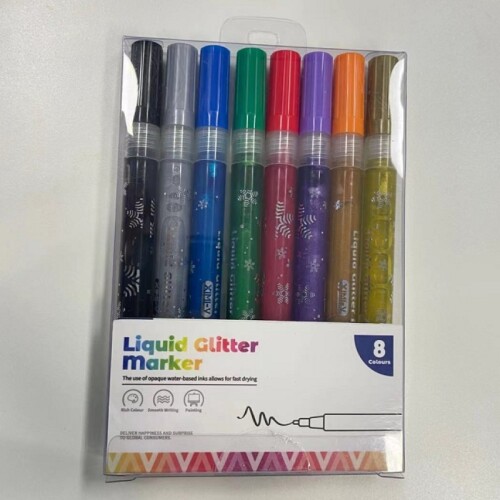 Liquid Glitter
Marker
8
Colours
The use of opaque water-based inks allows for fast drying
Rich Colour
Smooth Writing
Painting
DELIVER HAPPINESS AND SURPRISE
TO GLOBAL CONSUMERS.